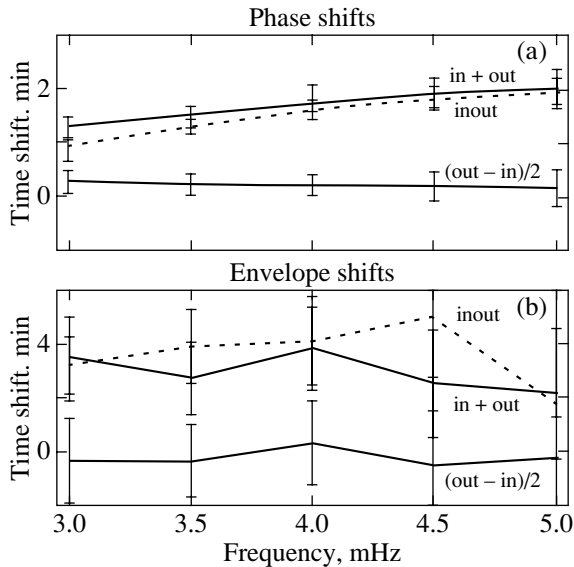 Phase shifts
(a)
in + out
inout
(out – in)/2
2
0
Time shift. min
Envelope shifts
(b)
inout
in + out
(out – in)/2
4
0
Time shift. min
3.0 3.5 4.0 4.5 5.0
Frequency, mHz